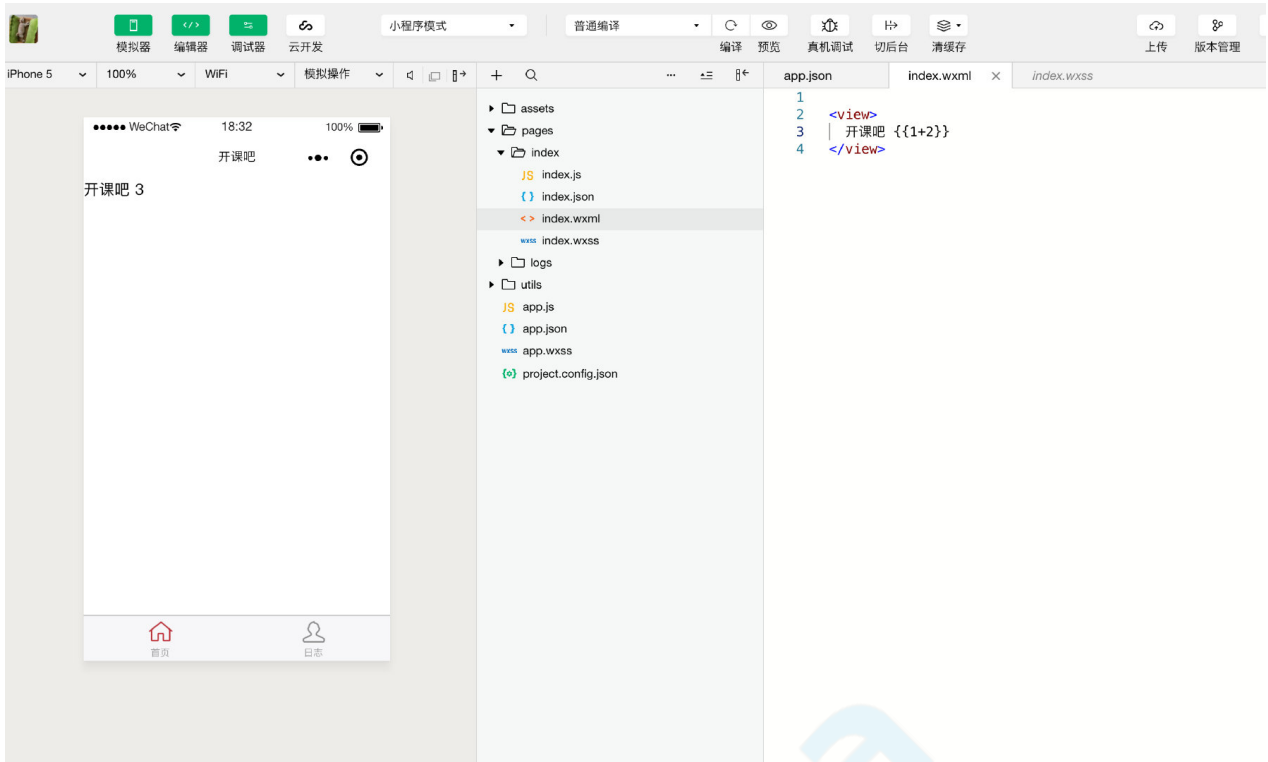 模拟器 编辑器 调试器 云开发 小程序模式 普通编译 编译 预览 真机调试 切后台 清缓存 上传 版本管理
iPhone 5 100% WiFi 模拟操作
WeChat 18:32 100%
开课吧
开课吧 3
首页 日志
assets
pages
index
JS index.js
{ } index.json
< > index.wxml
wxss index.wxss
logs
utils
JS app.js
{ } app.json
wxss app.wxss
{o} project.config.json
app.json index.wxml × index.wxss
1
2 <view>
3 开课吧 {{1+2}}
4 </view>